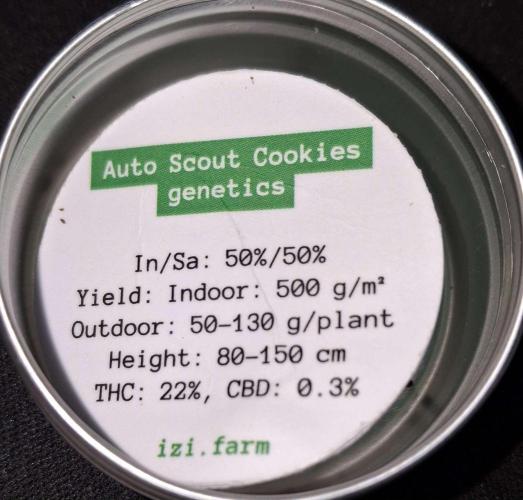 Auto Scout Cookies
genetics
In/Sa: 50%/50%
Yield: Indoor: 500 g/m²
Outdoor: 50–130 g/plant
Height: 80–150 cm
THC: 22%, CBD: 0.3%
izi.farm